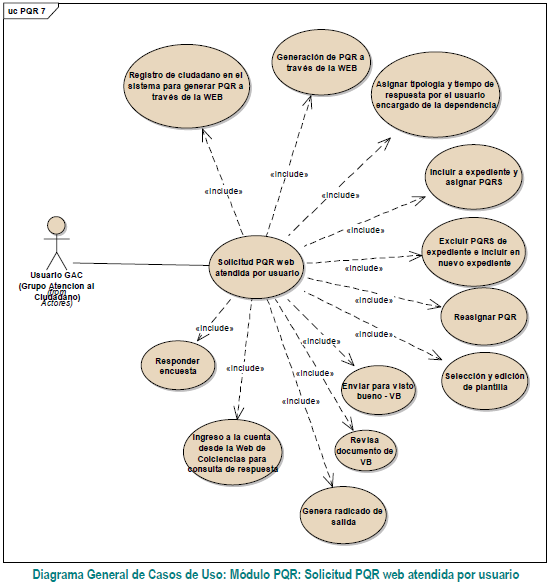 uc PQR 7
Registro de ciudadano en el
sistema para generar PQR a
través de la WEB
Generación de PQR a
través de la WEB
Asignar tipologia y tiempo de
respuesta por el usuario
encargado de la dependencia
Incluir a expediente y
asignar PQRS
Excluir PQRS de
expediente e incluir en
nuevo expediente
Reasignar PQR
Selección y edición
de plantilla
Enviar para visto
bueno - VB
Revisa
documento de
VB
Genera radicado de
salida
Ingreso a la cuenta
desde la Web de
Colciencias para
consulta de respuesta
Responder
encuesta
Solicitud PQR web
atendida por usuario
Usuario GAC
(Grupo Atencion al
Ciudadano)
(from
Actores)
«include»
«include»
«include»
«include»
«include»
«include»
«include»
«include»
«include»
«include»
«include»
«include»
Diagrama General de Casos de Uso: Módulo PQR: Solicitud PQR web atendida por usuario